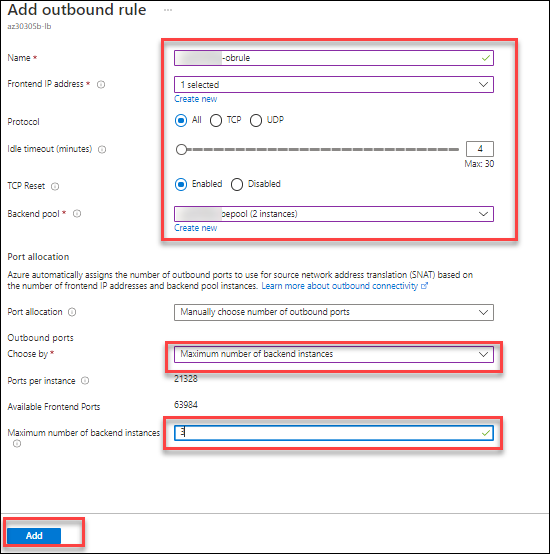 Add outbound rule ...
az30305b-lb
Name *
-obrule
Frontend IP address *
1 selected
Create new
Protocol
All TCP UDP
Idle timeout (minutes)
4
Max: 30
TCP Reset
Enabled Disabled
Backend pool *
bepool (2 instances)
Create new
Port allocation
Azure automatically assigns the number of outbound ports to use for source network address translation (SNAT) based on
the number of frontend IP addresses and backend pool instances. Learn more about outbound connectivity
Port allocation
Manually choose number of outbound ports
Outbound ports
Choose by *
Maximum number of backend instances
Ports per instance
21328
Available Frontend Ports
63984
Maximum number of backend instances
3
Add